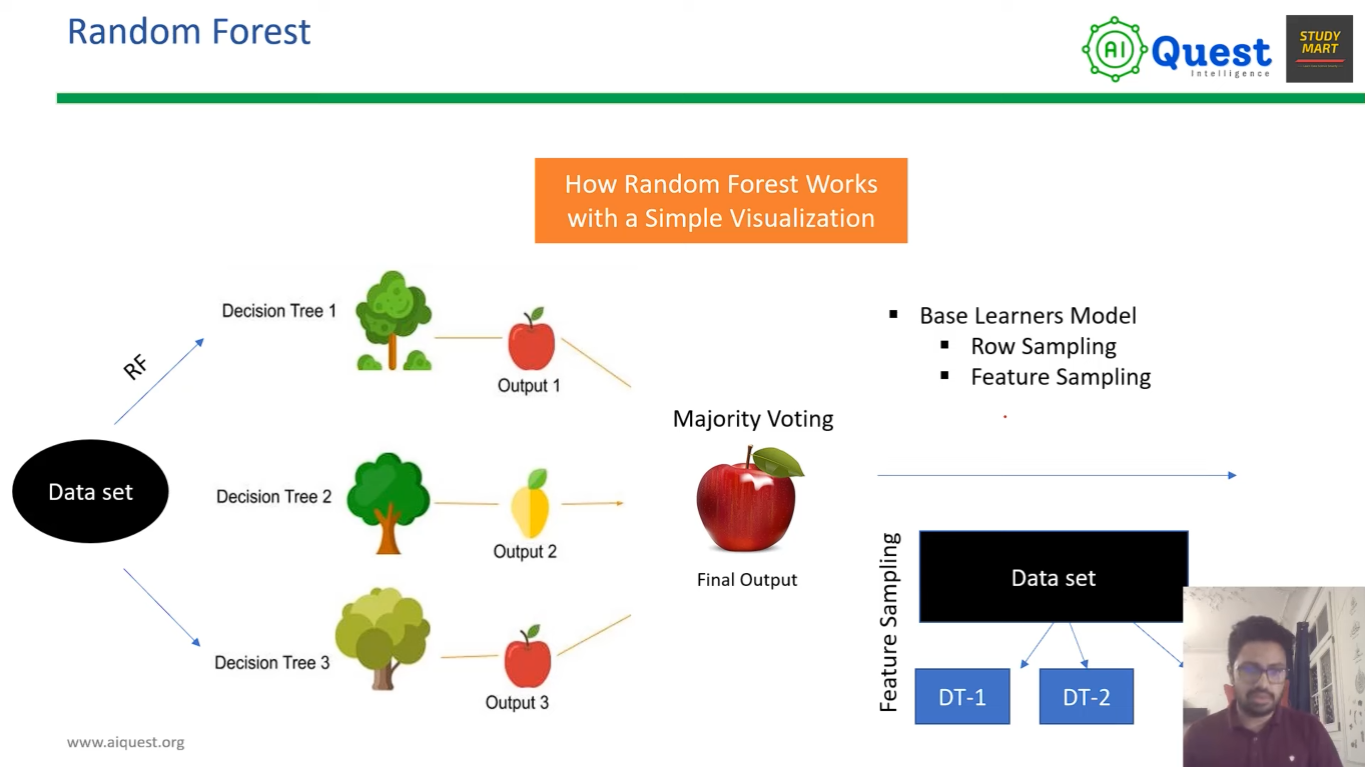 Random Forest
AI Quest
Intelligence
STUDY
MART
How Random Forest Works
with a Simple Visualization
RF
Data set
Decision Tree 1
Output 1
Decision Tree 2
Output 2
Decision Tree 3
Output 3
Majority Voting
Final Output
▪ Base Learners Model
▪ Row Sampling
▪ Feature Sampling
Feature Sampling
Data set
DT-1
DT-2
www.aiquest.org